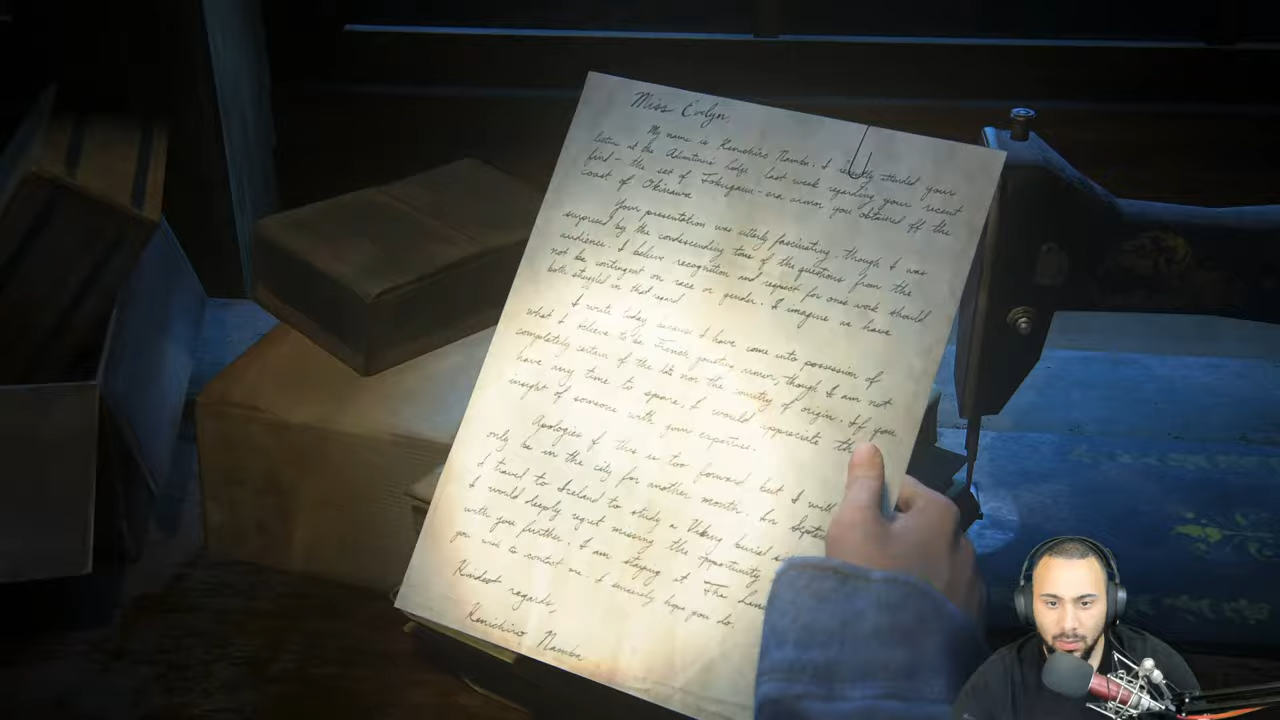 Miss Evelyn,
My name is Kenichiro Namba. I attended your
lecture at the Adventurers' Lodge last week regarding your recent
find - the set of Tokugawa-era armor you obtained off the
coast of Okinawa
Your presentation was utterly fascinating, though I was
surprised by the condescending tone of the questions from the
audience. I believe recognition and respect for one's work should
not be contingent on race or gender. I imagine we have
both struggled in that regard.
I write today because I have come into possession of
what I believe to be French jousting armor, though I am not
completely certain of the date nor the country of origin. If you
have any time to spare, I would appreciate the
insight of someone with your expertise.
Apologies if this is too forward but I will
only be in the city for another month. In
I travel to Iceland to study a Viking burial
I would deeply regret missing the opportunity
with you further. I am staying at The
you wish to contact me. I sincerely hope you do.
Kindest regards,
Kenichiro Namba